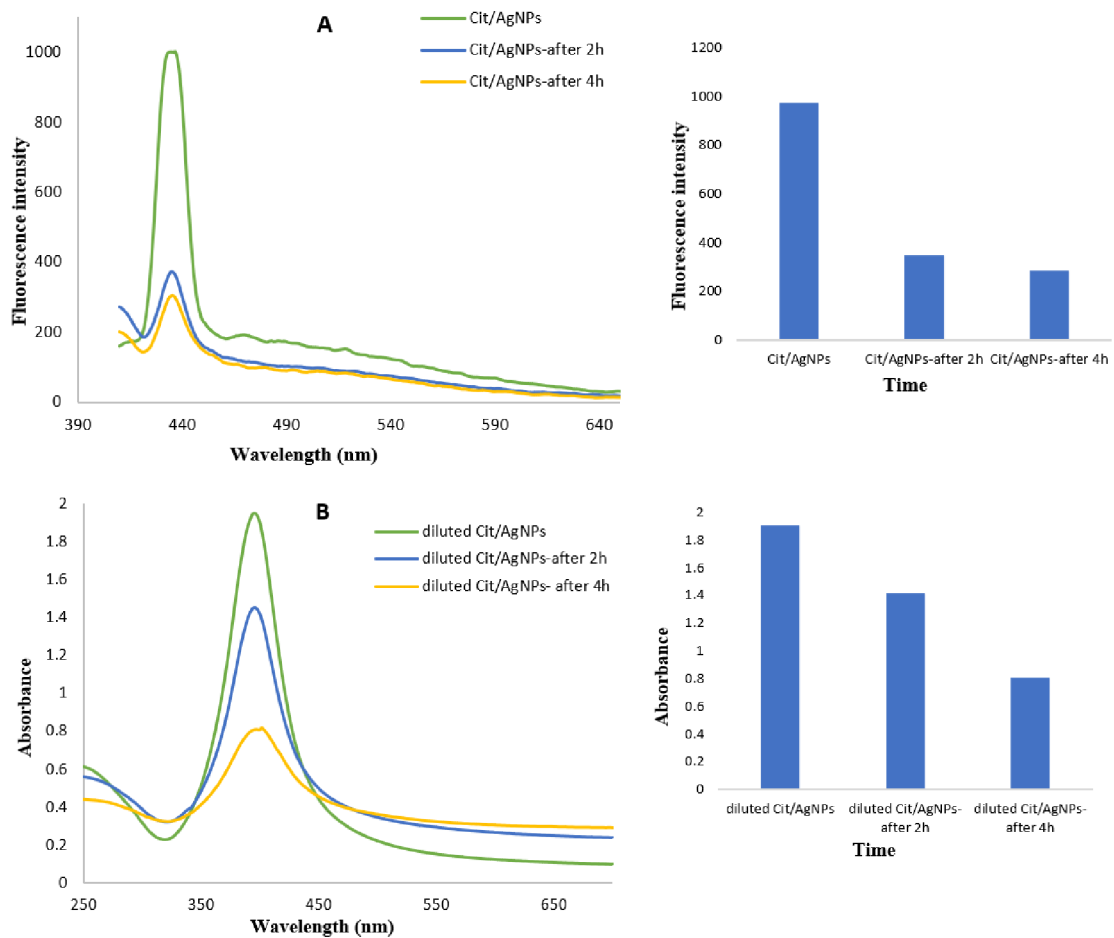 A
Cit/AgNPs
Cit/AgNPs-after 2h
Cit/AgNPs-after 4h
1000
800
600
400
200
0
Fluorescence intensity
390
440
490
540
590
640
Wavelength (nm)
1200
1000
800
600
400
200
0
Fluorescence intensity
Cit/AgNPs
Cit/AgNPs-after 2h
Cit/AgNPs-after 4h
Time
B
diluted Cit/AgNPs
diluted Cit/AgNPs-after 2h
diluted Cit/AgNPs- after 4h
2
1.8
1.6
1.4
1.2
1
0.8
0.6
0.4
0.2
0
Absorbance
250
350
450
550
650
Wavelength (nm)
2
1.8
1.6
1.4
1.2
1
0.8
0.6
0.4
0.2
0
Absorbance
diluted Cit/AgNPs
diluted Cit/AgNPs-
after 2h
diluted Cit/AgNPs-
after 4h
Time